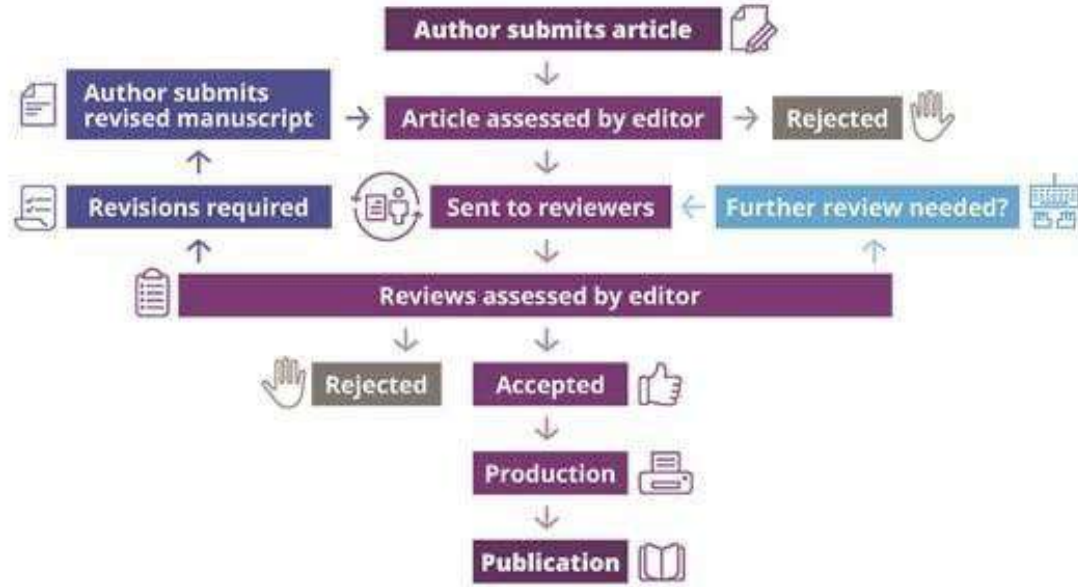 Author submits article
Author submits
revised manuscript
Article assessed by editor
Rejected
Revisions required
Sent to reviewers
Further review needed?
Reviews assessed by editor
Rejected
Accepted
Production
Publication